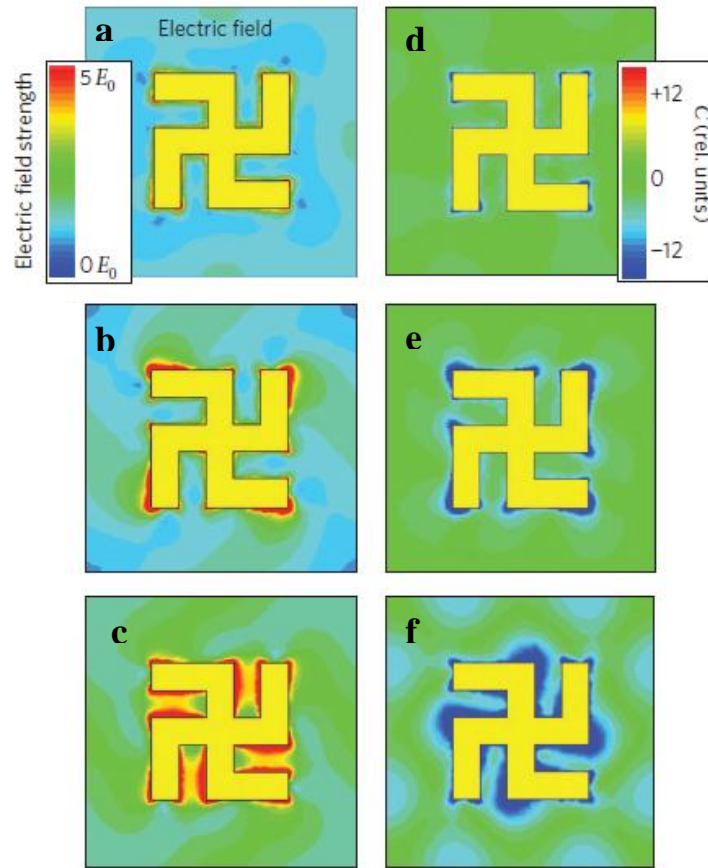 a
Electric field
Electric field strength
5 E₀
0 E₀
d
+12
0
−12
C (rel. units)
b
e
c
f